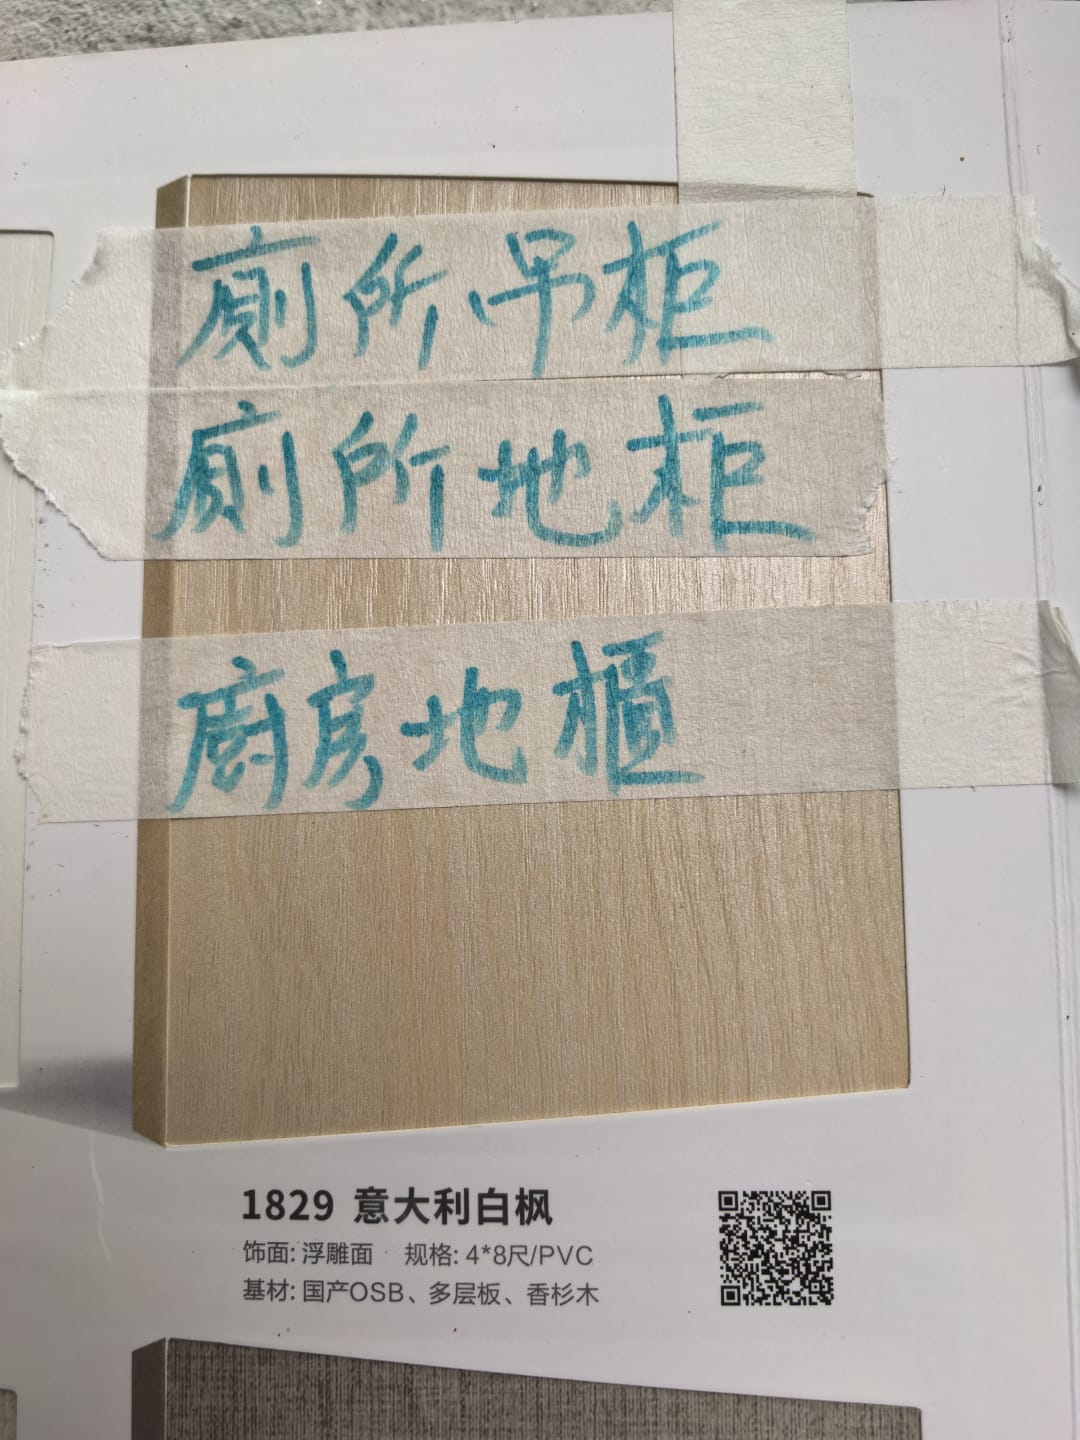 廁所吊柜
廁所地柜
廚房地櫃
1829 意大利白枫
饰面: 浮雕面 规格: 4*8尺/PVC
基材: 国产OSB、多层板、香杉木